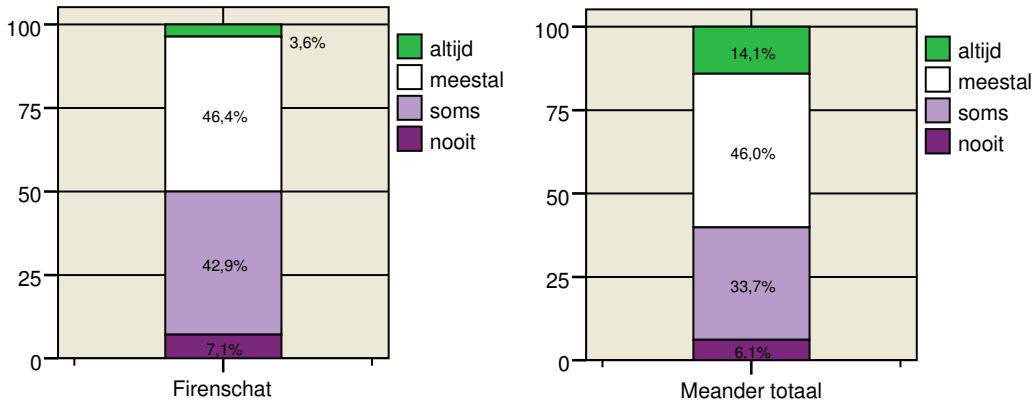 100
75
50
25
0
3,6%
46,4%
42,9%
7,1%
altijd
meestal
soms
nooit
Firenschat
100
75
50
25
0
14,1%
46,0%
33,7%
6,1%
altijd
meestal
soms
nooit
Meander totaal